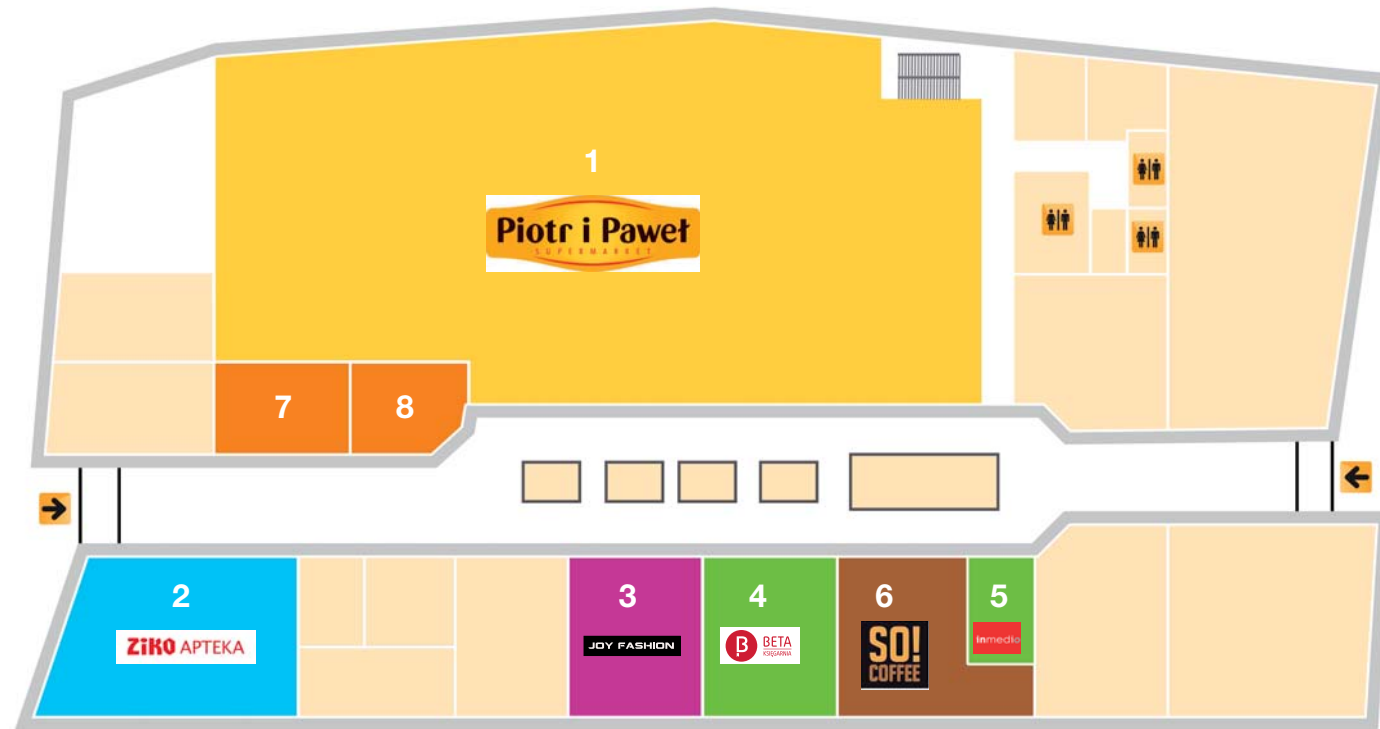 1
Piotr i Paweł
SUPERMARKET
7
8
2
ZIKO APTEKA
3
JOY FASHION
4
B BETA
KSIĘGARNIA
6
SO!
COFFEE
5
inmedio